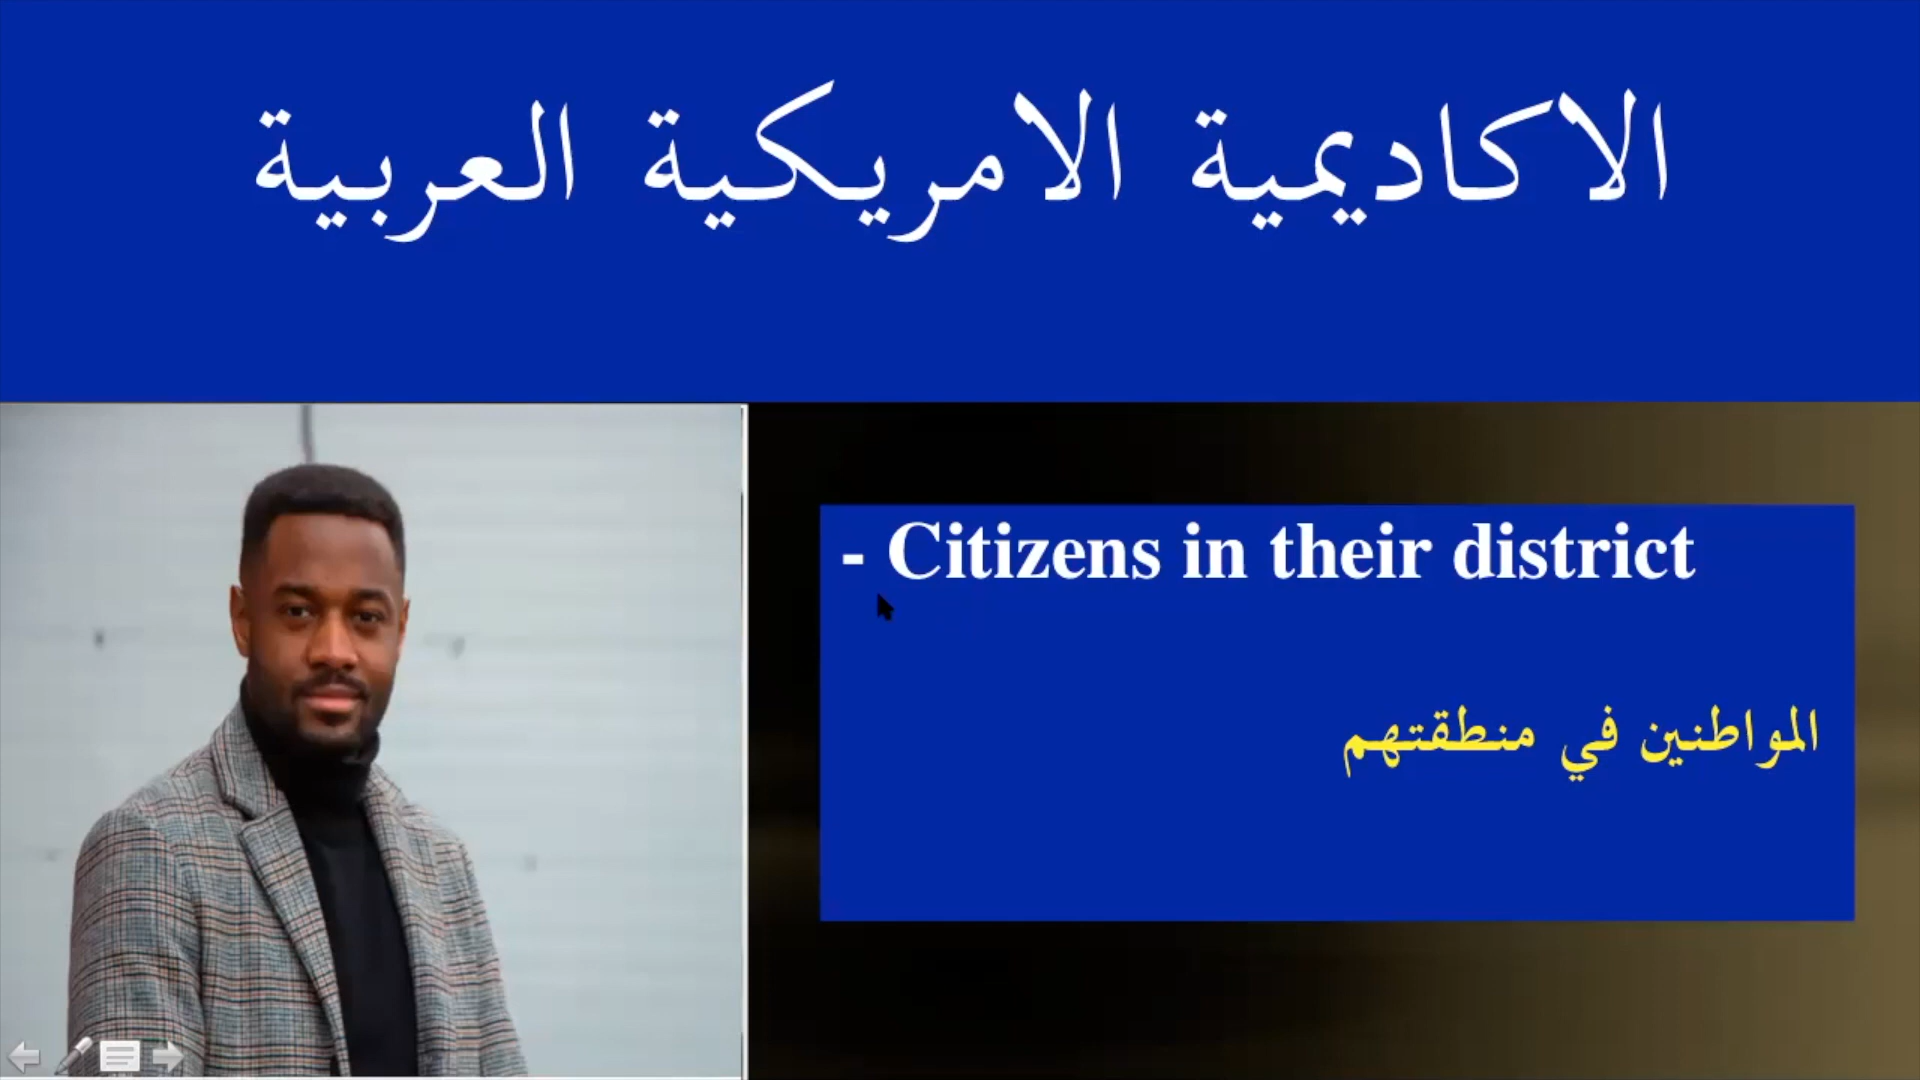 الاكاديمية الامريكية العربية
- Citizens in their district
المواطنين في منطقتهم